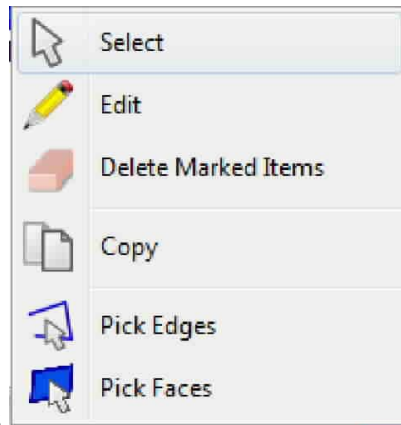 Select
Edit
Delete Marked Items
Copy
Pick Edges
Pick Faces